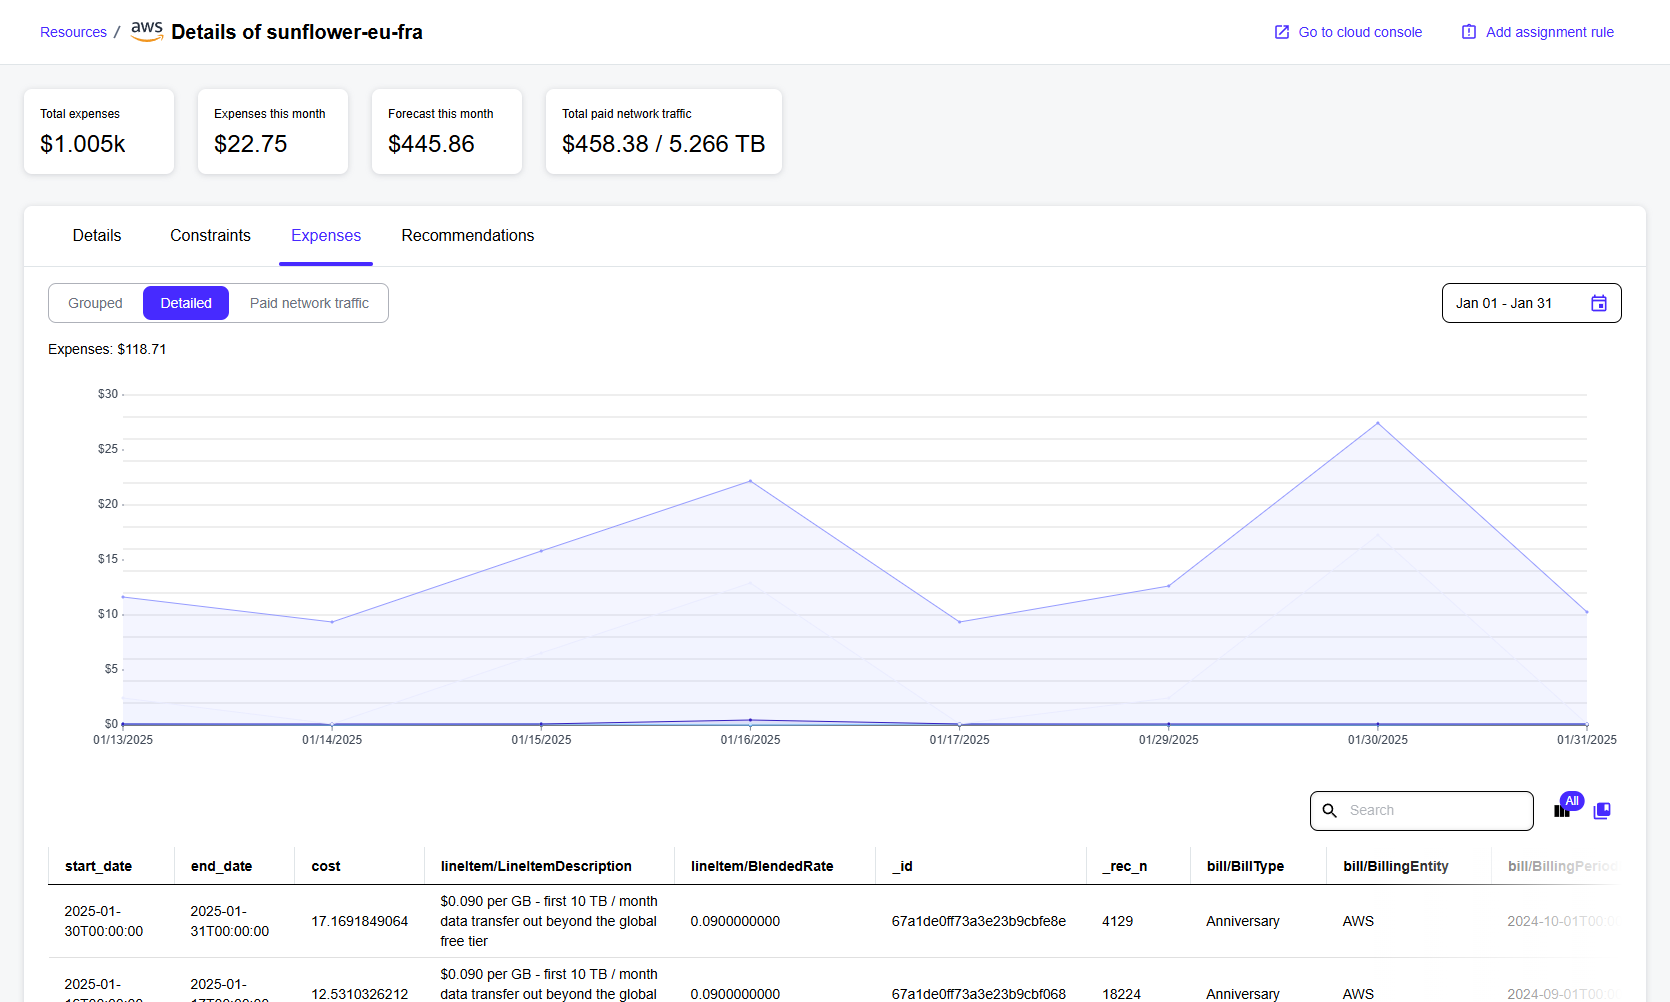 Resources / aws Details of sunflower-eu-fra
Go to cloud console
Add assignment rule
Total expenses
$1.005k
Expenses this month
$22.75
Forecast this month
$445.86
Total paid network traffic
$458.38 / 5.266 TB
Details
Constraints
Expenses
Recommendations
Grouped
Detailed
Paid network traffic
Jan 01 - Jan 31
Expenses: $118.71
$30
$25
$20
$15
$10
$5
$0
01/13/2025
01/14/2025
01/15/2025
01/16/2025
01/17/2025
01/29/2025
01/30/2025
01/31/2025
Search
All
start_date
end_date
cost
lineItem/LineItemDescription
lineItem/BlendedRate
_id
_rec_n
bill/BillType
bill/BillingEntity
bill/BillingPerio
2025-01-
30T00:00:00
2025-01-
31T00:00:00
17.1691849064
$0.090 per GB - first 10 TB / month
data transfer out beyond the global
free tier
0.0900000000
67a1de0ff73a3e23b9cbfe8e
4129
Anniversary
AWS
2024-10-01T00:0
2025-01-
16T00:00:00
2025-01-
17T00:00:00
12.5310326212
$0.090 per GB - first 10 TB / month
data transfer out beyond the global
0.0900000000
67a1de0ff73a3e23b9cbf068
18224
Anniversary
AWS
2024-09-01T00:0